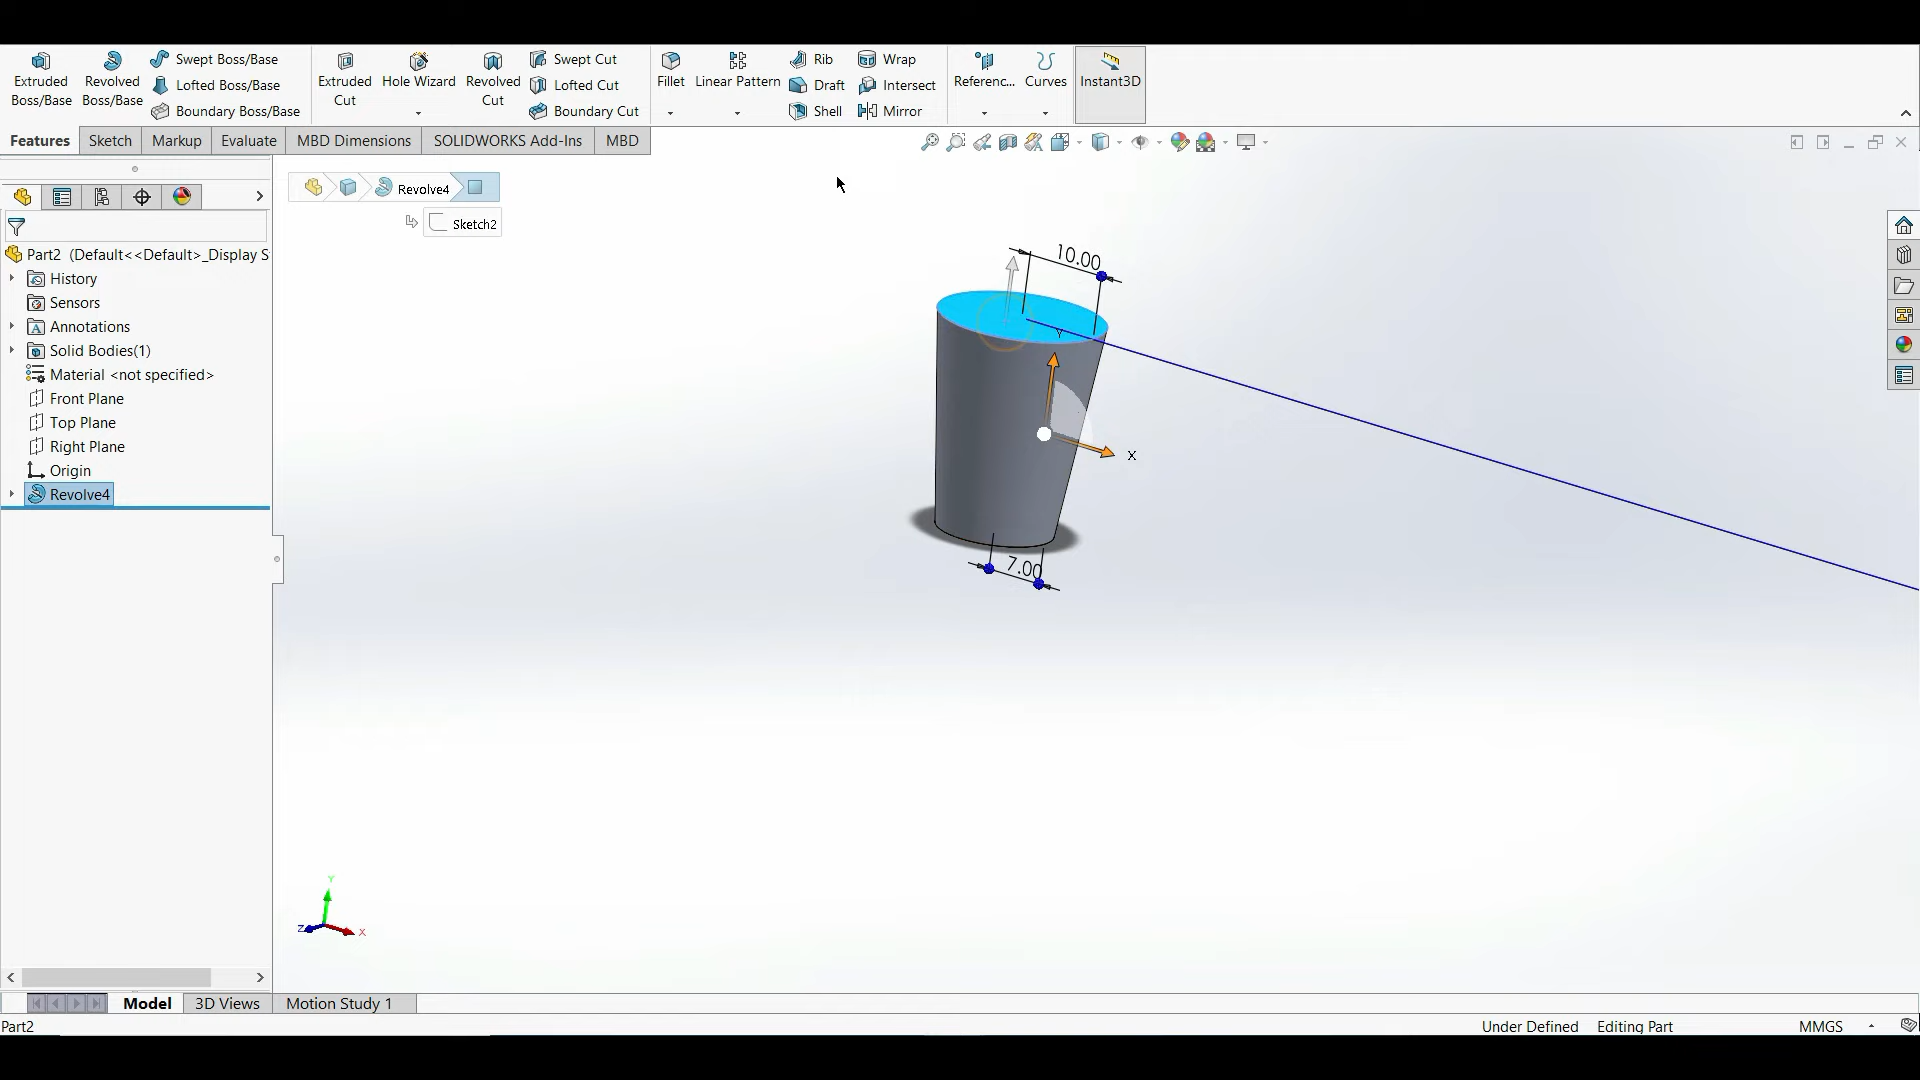 Extruded Boss/Base
Revolved Boss/Base
Swept Boss/Base
Lofted Boss/Base
Boundary Boss/Base
Extruded Cut
Hole Wizard
Revolved Cut
Swept Cut
Lofted Cut
Boundary Cut
Fillet
Linear Pattern
Rib
Draft
Shell
Wrap
Intersect
Mirror
Referenc...
Curves
Instant3D
Features
Sketch
Markup
Evaluate
MBD Dimensions
SOLIDWORKS Add-Ins
MBD
Revolve4
Sketch2
Part2 (Default<<Default>_Display S
History
Sensors
Annotations
Solid Bodies(1)
Material <not specified>
Front Plane
Top Plane
Right Plane
Origin
Revolve4
10.00
Y
X
7.00
Y
Z
X
Model
3D Views
Motion Study 1
Part2
Under Defined
Editing Part
MMGS